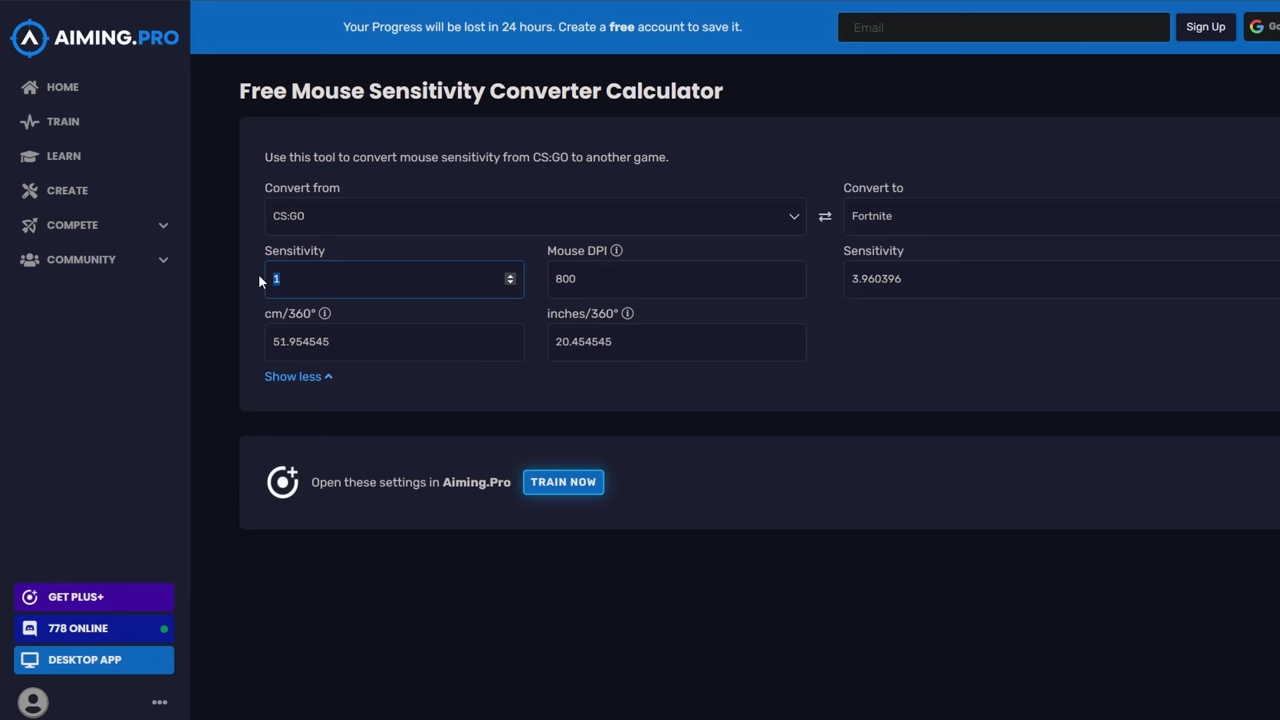 AIMING.PRO
Your Progress will be lost in 24 hours. Create a free account to save it.
Email
Sign Up
Go
HOME
TRAIN
LEARN
CREATE
COMPETE
COMMUNITY
Free Mouse Sensitivity Converter Calculator
Use this tool to convert mouse sensitivity from CS:GO to another game.
Convert from
Convert to
CS:GO
Fortnite
Sensitivity
Mouse DPI
Sensitivity
1
800
3.960396
cm/360°
inches/360°
51.954545
20.454545
Show less
Open these settings in Aiming.Pro
TRAIN NOW
GET PLUS+
778 ONLINE
DESKTOP APP